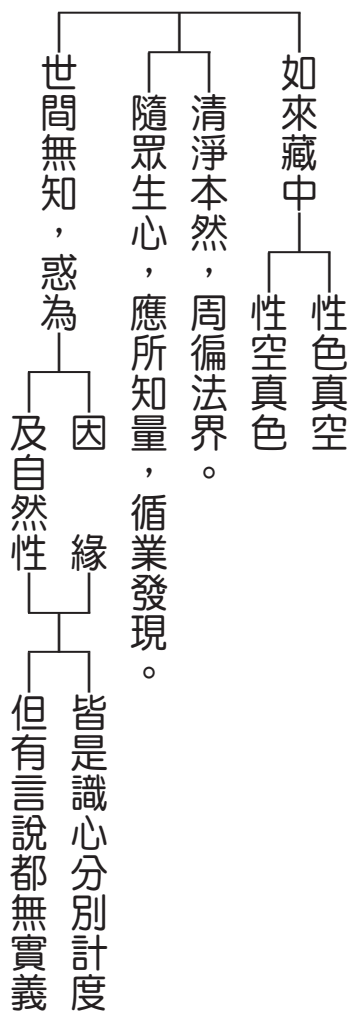 如來藏中
性色真空
性空真色
清淨本然，周徧法界。
隨眾生心，應所知量，循業發現。
世間無知，惑為
因緣
及自然性
皆是識心分別計度
但有言說都無實義